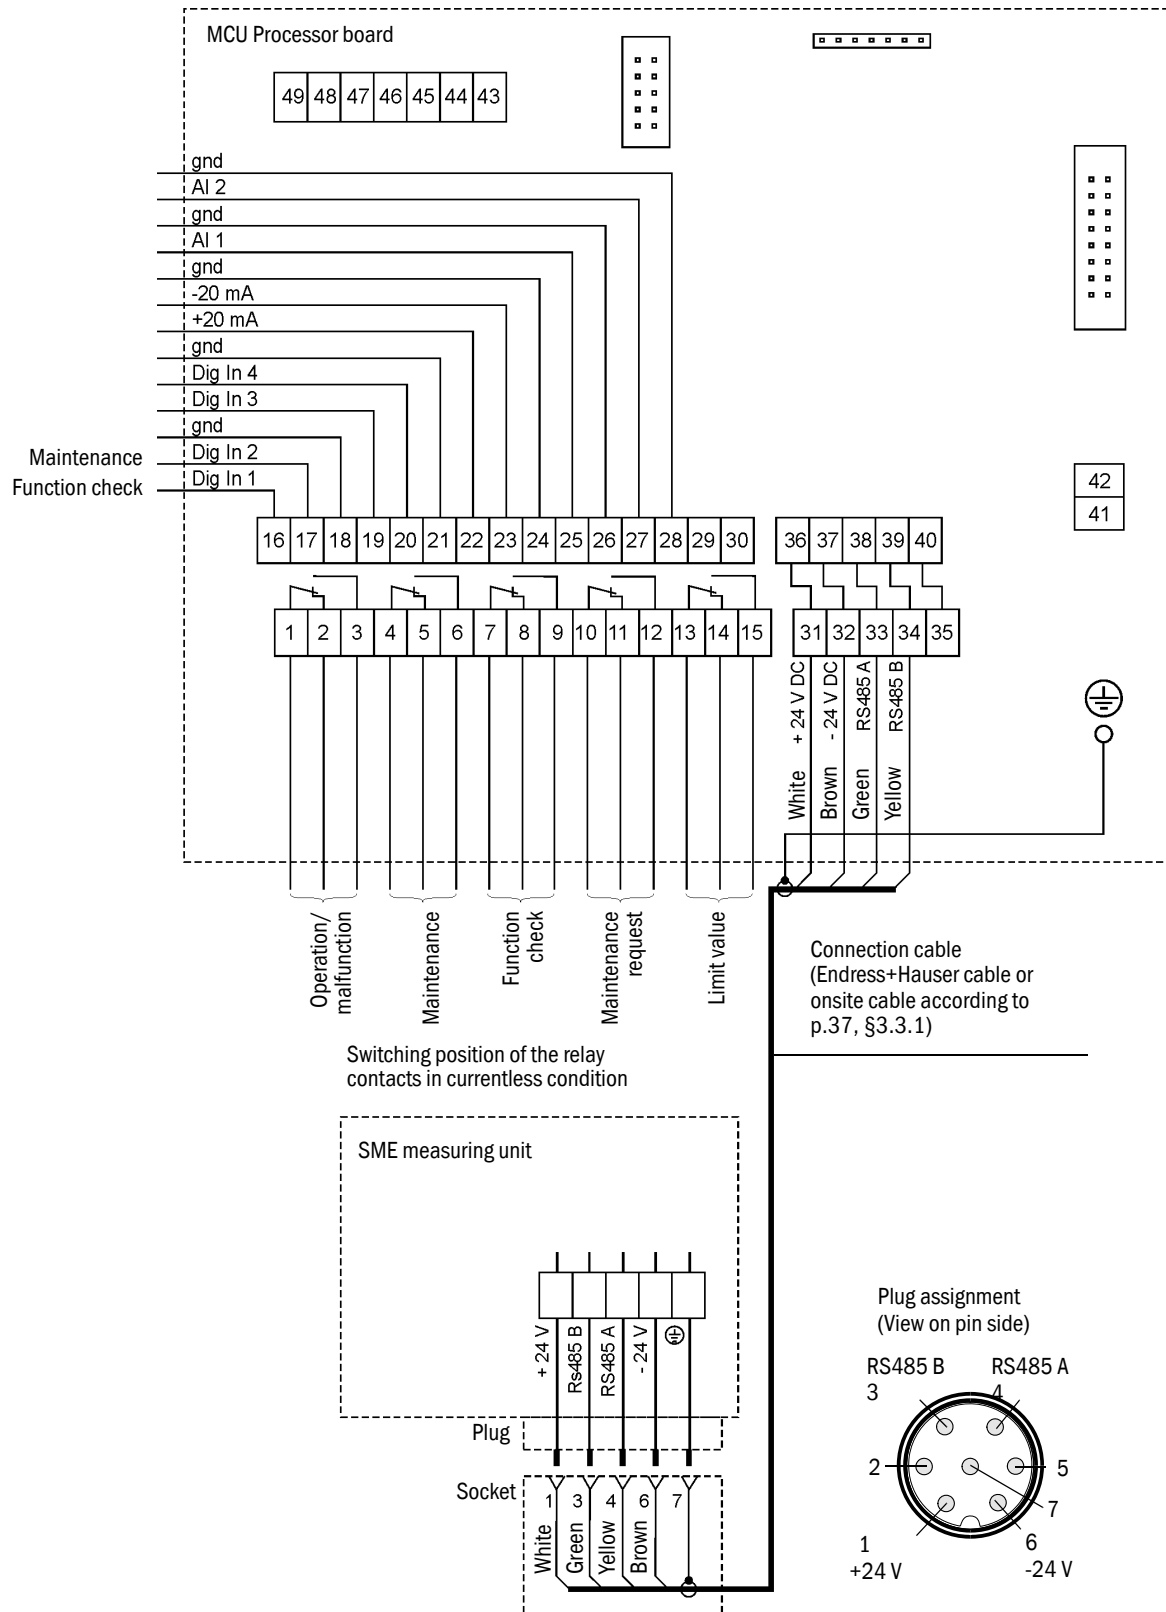 MCU Processor board
49 48 47 46 45 44 43
gnd
AI 2
gnd
AI 1
gnd
-20 mA
+20 mA
gnd
Dig In 4
Dig In 3
gnd
Maintenance Dig In 2
Function check Dig In 1
42
41
16 17 18 19 20 21 22 23 24 25 26 27 28 29 30
36 37 38 39 40
1 2 3 4 5 6 7 8 9 10 11 12 13 14 15
31 32 33 34 35
White + 24 V DC
Brown - 24 V DC
Green RS485 A
Yellow RS485 B
Operation/
malfunction
Maintenance
Function
check
Maintenance
request
Limit value
Connection cable
(Endress+Hauser cable or
onsite cable according to
p.37, §3.3.1)
Switching position of the relay
contacts in currentless condition
SME measuring unit
+ 24 V
Rs485 B
RS485 A
- 24 V
Plug
Socket
1 3 4 6 7
White
Green
Yellow
Brown
Plug assignment
(View on pin side)
RS485 B RS485 A
3 4
2 5
7
1 6
+24 V -24 V